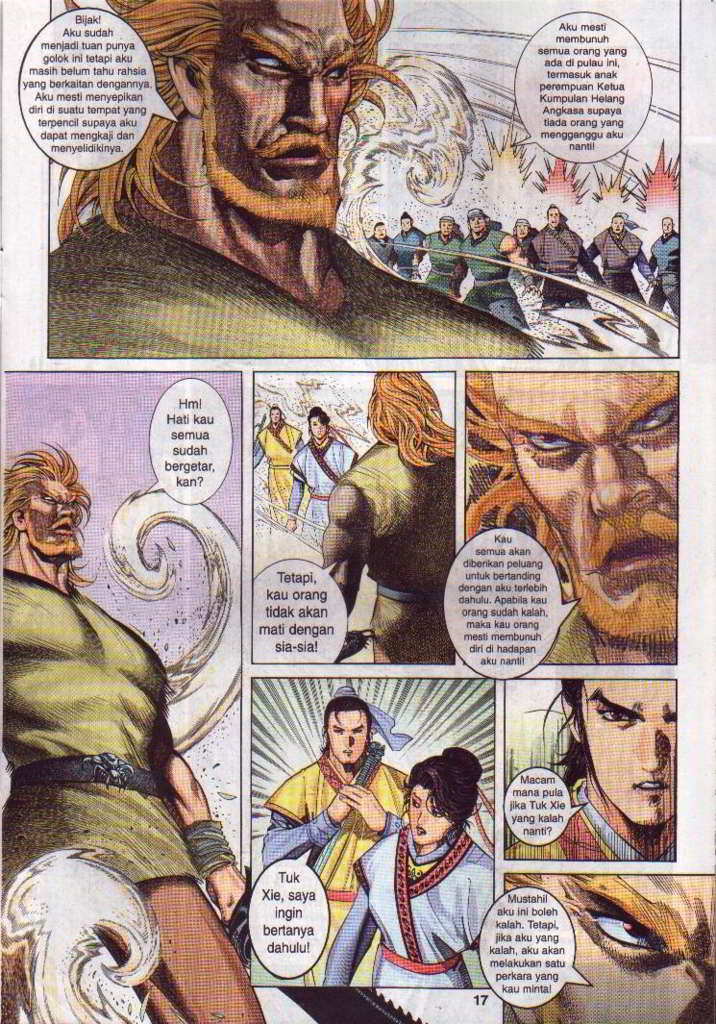 Bijak!
Aku sudah
menjadi tuan punya
golok ini tetapi aku
masih belum tahu rahsia
yang berkaitan dengannya.
Aku mesti menyepikan
diri di suatu tempat yang
terpencil supaya aku
dapat mengkaji dan
menyelidikinya.
Aku mesti
membunuh
semua orang yang
ada di pulau ini,
termasuk anak
perempuan Ketua
Kumpulan Helang
Angkasa supaya
tiada orang yang
mengganggu aku
nanti!
Hm!
Hati kau
semua
sudah
bergetar,
kan?
Tetapi,
kau orang
tidak akan
mati dengan
sia-sia!
Kau
semua akan
diberikan peluang
untuk bertanding
dengan aku terlebih
dahulu. Apabila kau
orang sudah kalah,
maka kau orang
mesti membunuh
diri di hadapan
aku nanti!
Tuk
Xie, saya
ingin
bertanya
dahulu!
Macam
mana pula
jika Tuk Xie
yang kalah
nanti?
Mustahil
aku ini boleh
kalah. Tetapi,
jika aku yang
kalah, aku akan
melakukan satu
perkara yang
kau minta!
17